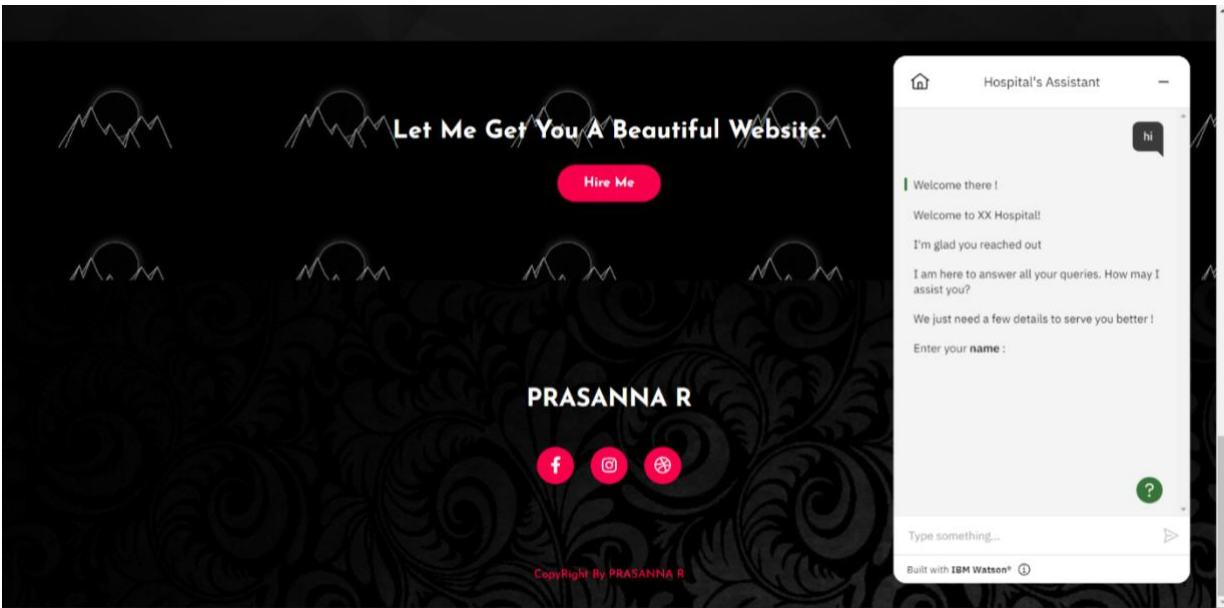 Let Me Get You A Beautiful Website.
Hire Me
PRASANNA R
CopyRight By PRASANNA R
Hospital's Assistant
hi
Welcome there !
Welcome to XX Hospital!
I'm glad you reached out
I am here to answer all your queries. How may I
assist you?
We just need a few details to serve you better !
Enter your name :
?
Type something...
Built with IBM Watson®